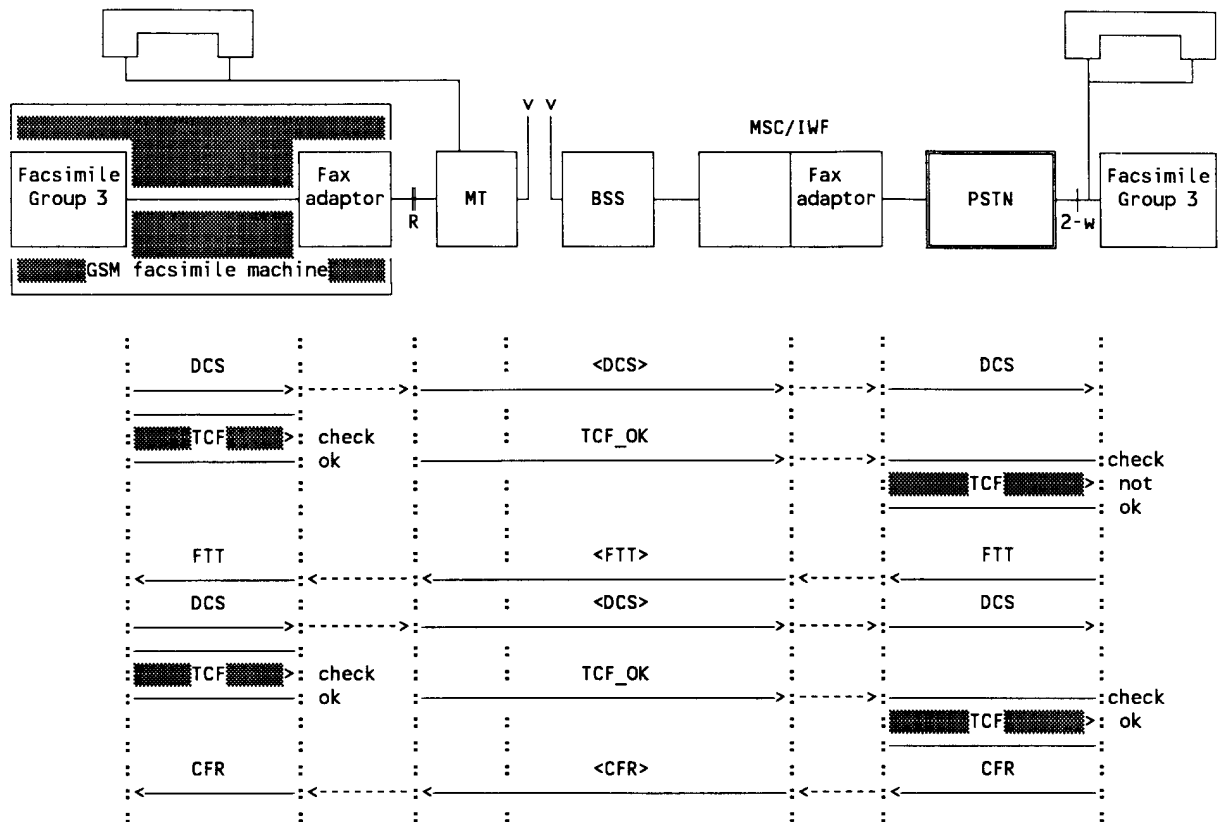 v v
MSC/IWF
Facsimile Group 3
Fax adaptor
R
MT
BSS
Fax adaptor
PSTN
2-w
Facsimile Group 3
GSM facsimile machine
DCS <DCS> DCS
TCF check ok TCF_OK
TCF check not ok
FTT <FTT> FTT
DCS <DCS> DCS
TCF check ok TCF_OK
TCF check ok
CFR <CFR> CFR